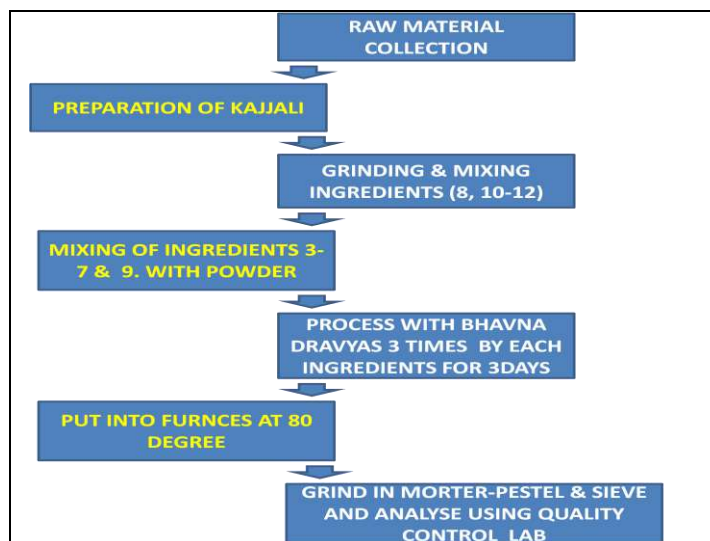 RAW MATERIAL
COLLECTION
PREPARATION OF KAJJALI
GRINDING & MIXING
INGREDIENTS (8, 10-12)
MIXING OF INGREDIENTS 3-
7 & 9. WITH POWDER
PROCESS WITH BHAVNA
DRAVYAS 3 TIMES BY EACH
INGREDIENTS FOR 3DAYS
PUT INTO FURNCES AT 80
DEGREE
GRIND IN MORTER-PESTEL & SIEVE
AND ANALYSE USING QUALITY
CONTROL LAB